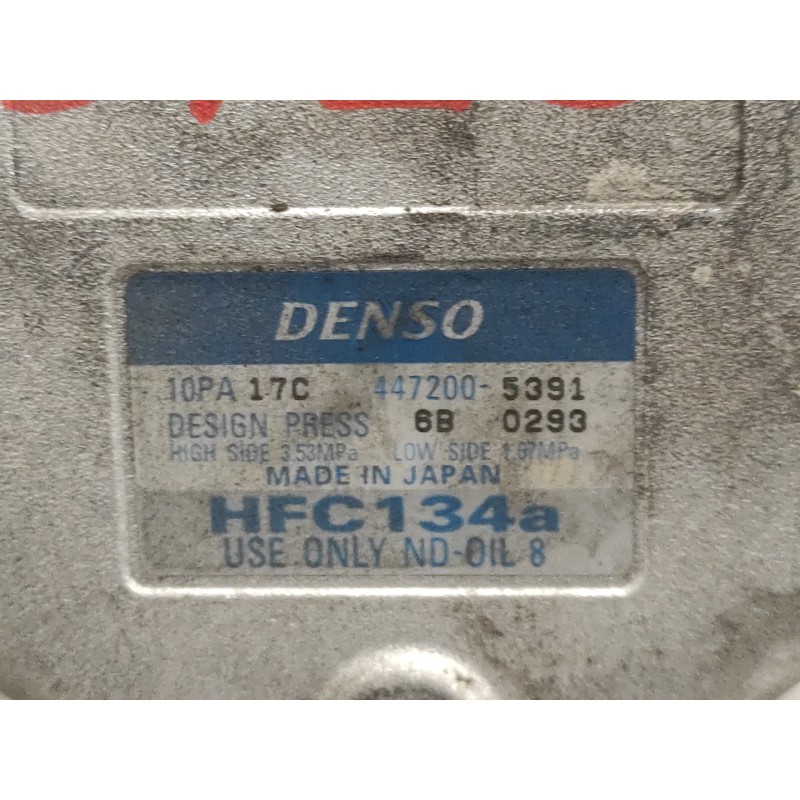 DENSO
10PA 17C 447200-5391
DESIGN PRESS 6B 0293
HIGH SIDE 3.53MPa LOW SIDE 1.67MPa
MADE IN JAPAN
HFC134a
USE ONLY ND-OIL 8